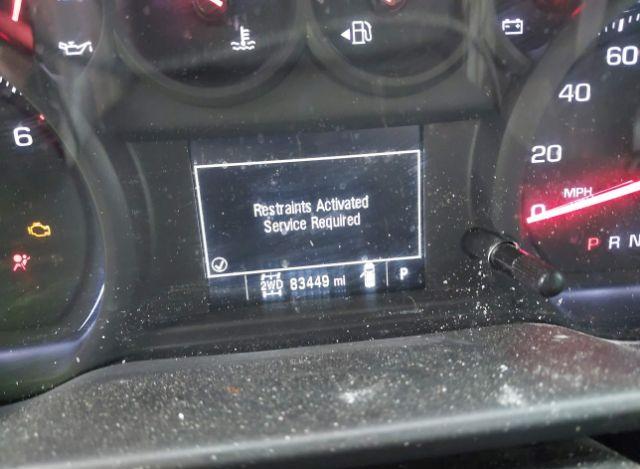 6
60
40
20
0
MPH
P R N
Restraints Activated
Service Required
2WD 83449 mi P